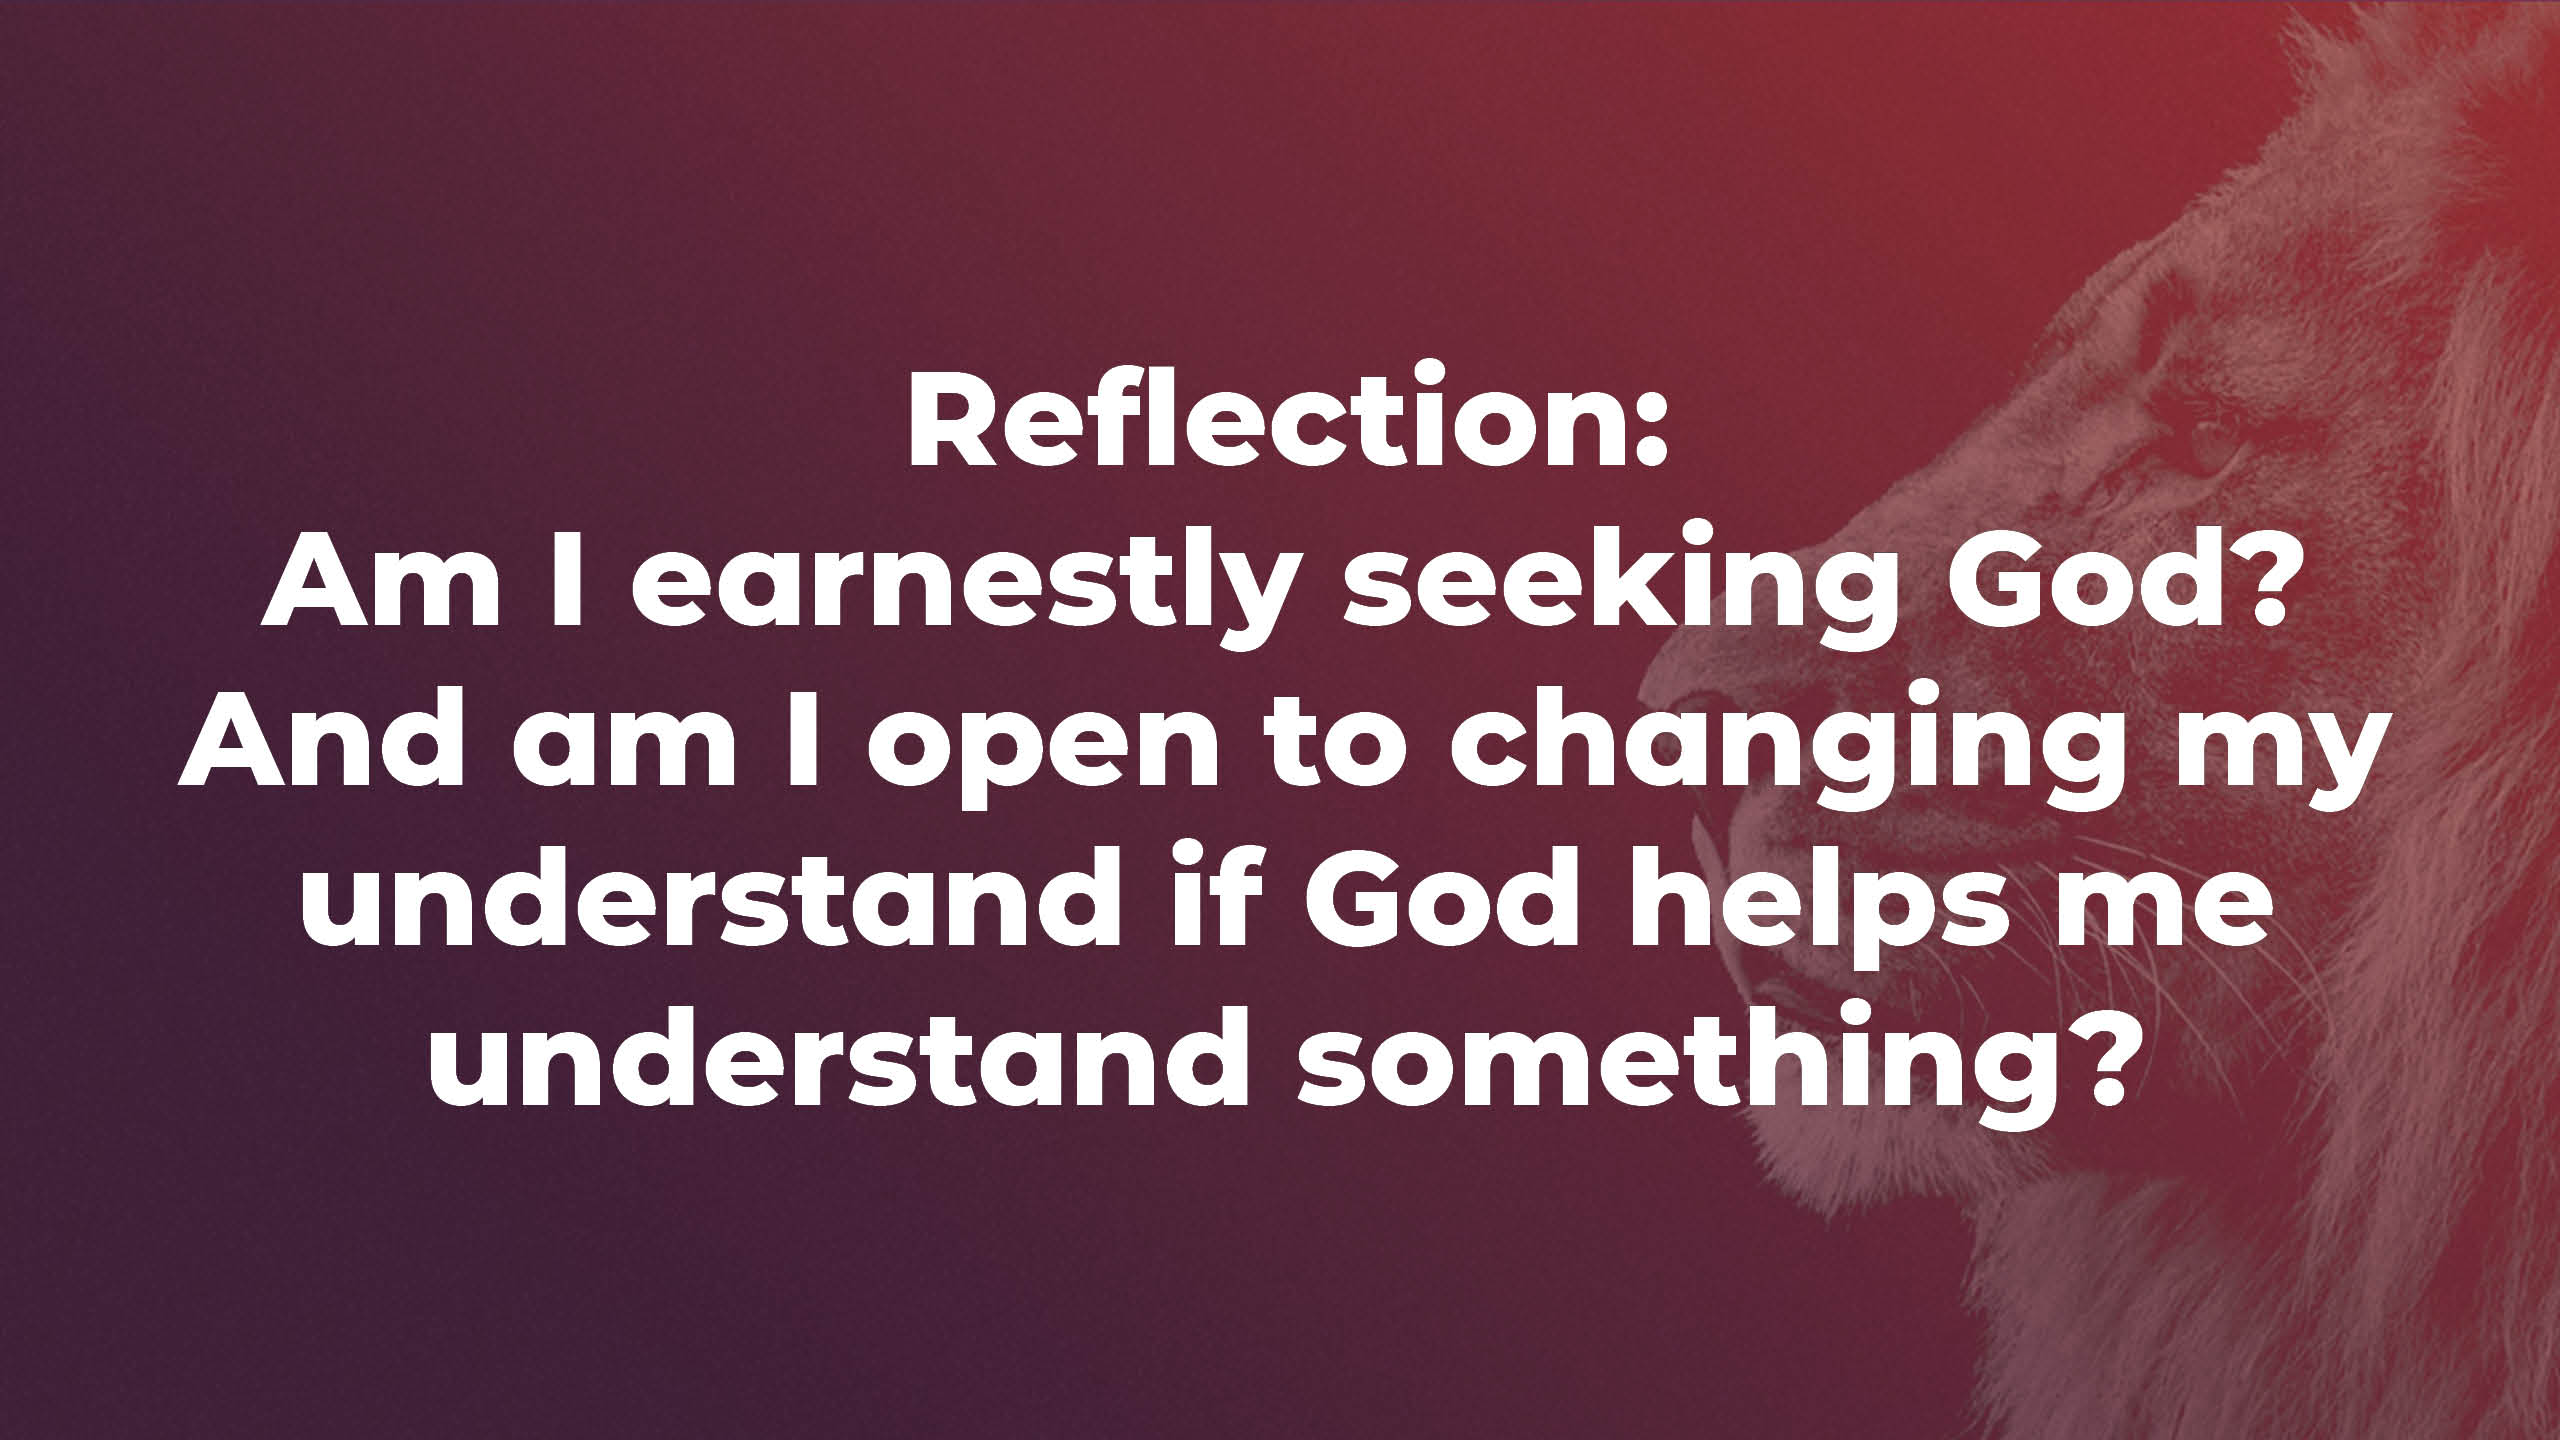 Reflection:
Am I earnestly seeking God?
And am I open to changing my
understand if God helps me
understand something?